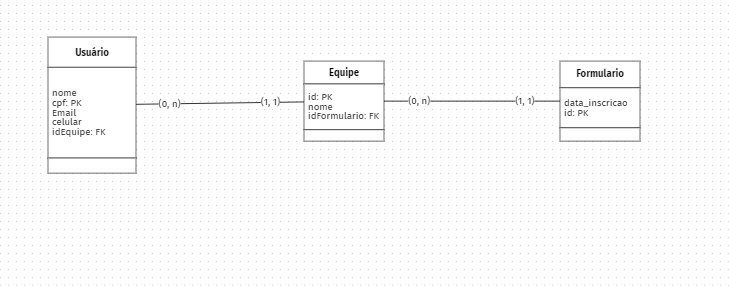 Usuário
nome
cpf: PK
Email
celular
idEquipe: FK
(0, n)
(1, 1)
Equipe
id: PK
nome
idFormulario: FK
(0, n)
(1, 1)
Formulario
data_inscricao
id: PK